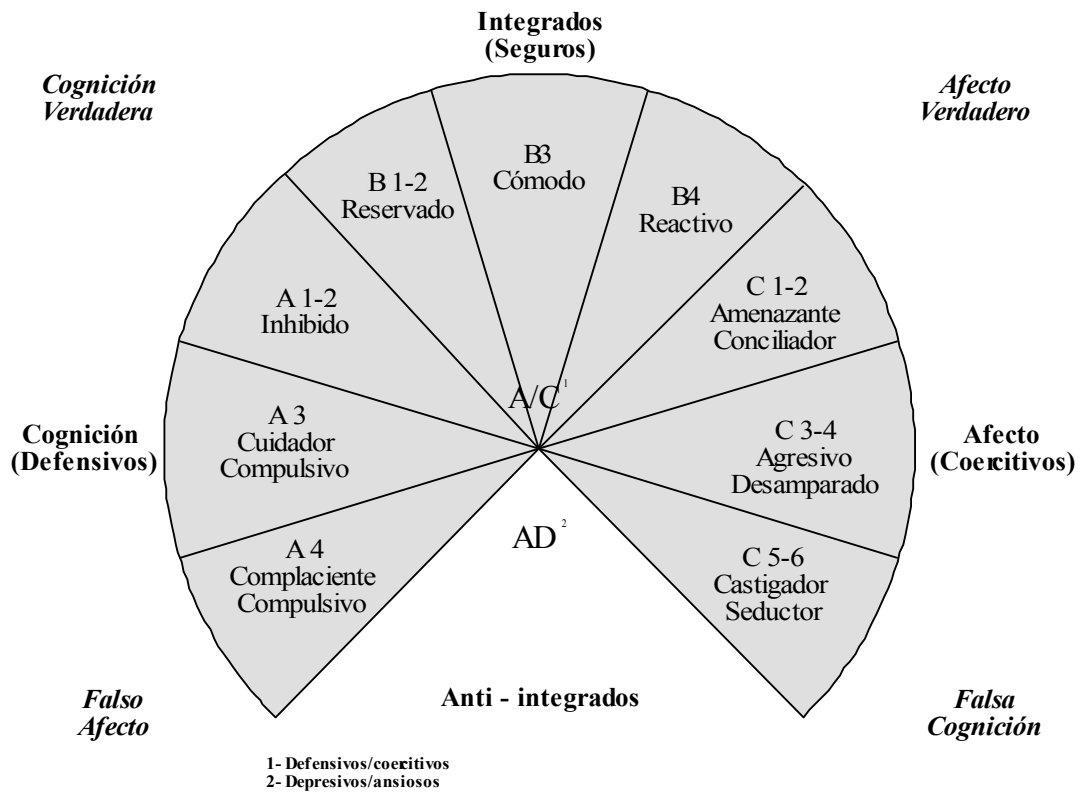 Integrados
(Seguros)
Cognición
Verdadera
Afecto
Verdadero
B3
Cómodo
B 1-2
Reservado
B4
Reactivo
A 1-2
Inhibido
C 1-2
Amenazante
Conciliador
A/C 1
Cognición
(Defensivos)
A 3
Cuidador
Compulsivo
C 3-4
Agresivo
Desamparado
Afecto
(Coercitivos)
AD 2
A 4
Complaciente
Compulsivo
C 5-6
Castigador
Seductor
Falso
Afecto
Anti - integrados
Falsa
Cognición
1- Defensivos/coercitivos
2- Depresivos/ansiosos